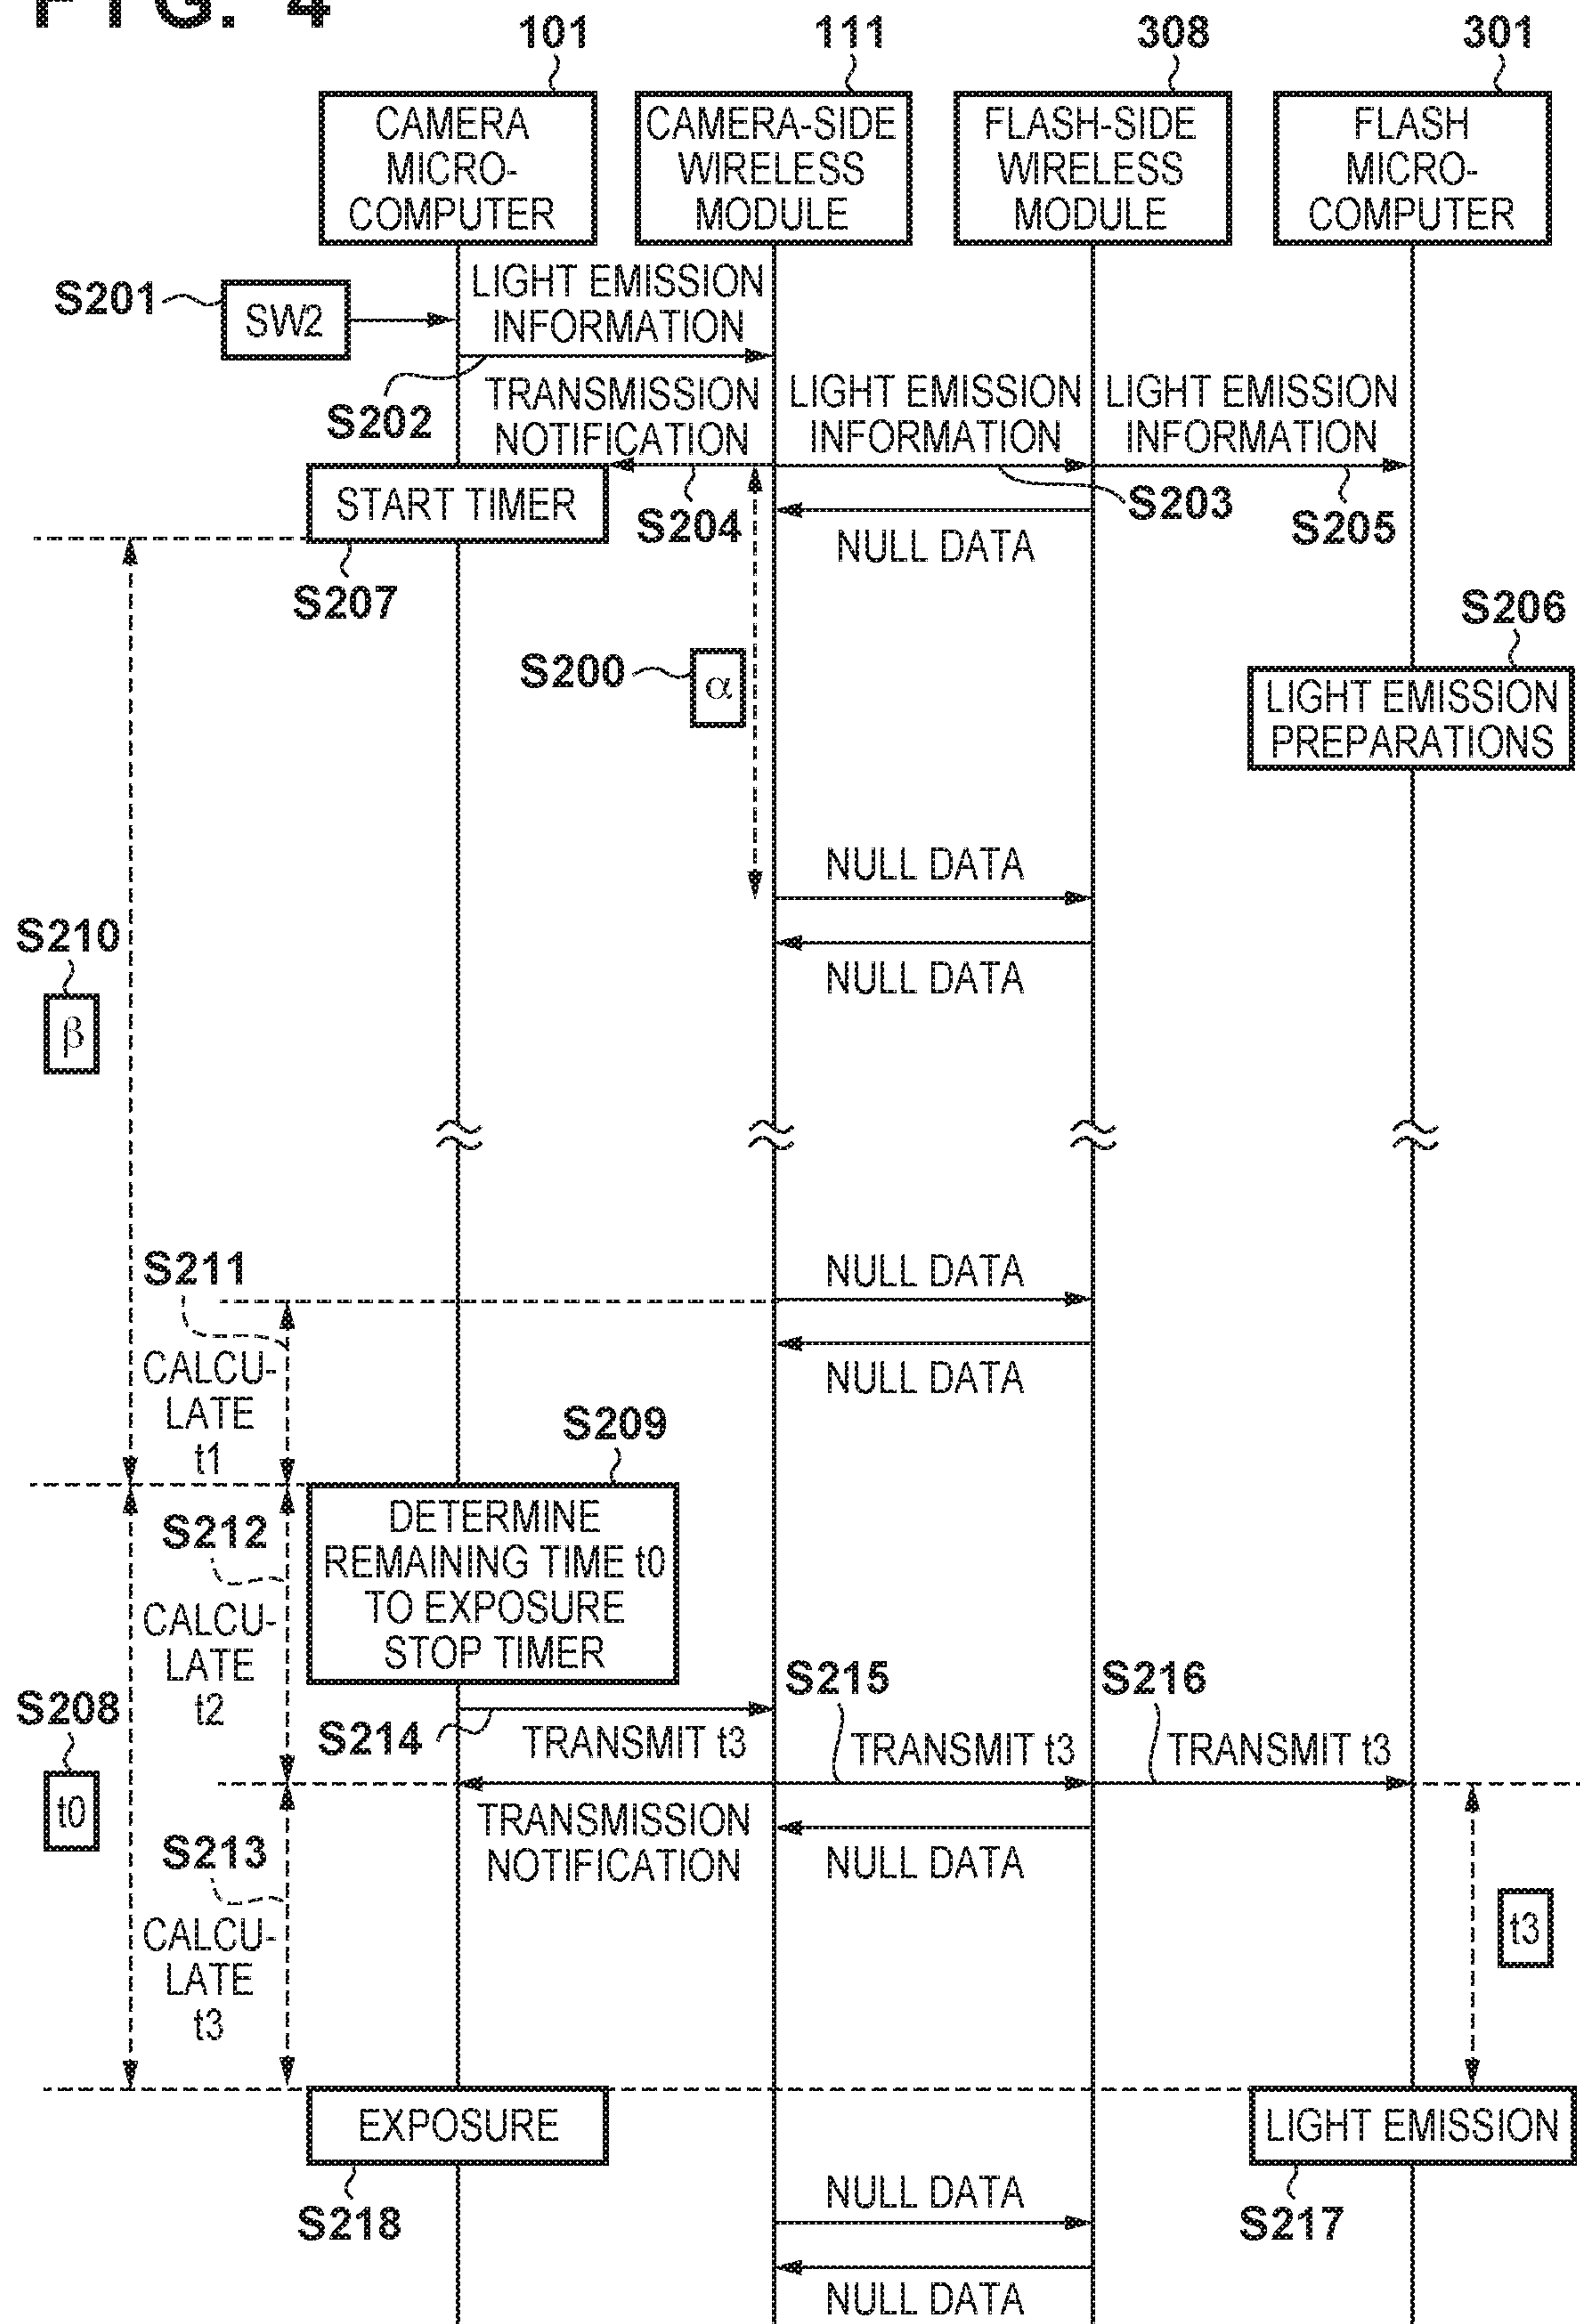 FIG. 4
101
111
308
301
CAMERA
MICRO-
COMPUTER
CAMERA-SIDE
WIRELESS
MODULE
FLASH-SIDE
WIRELESS
MODULE
FLASH
MICRO-
COMPUTER
S201
SW2
LIGHT EMISSION
INFORMATION
S202
TRANSMISSION
NOTIFICATION
LIGHT EMISSION
INFORMATION
LIGHT EMISSION
INFORMATION
START TIMER
S204
S203
S205
NULL DATA
S207
S206
S200
α
LIGHT EMISSION
PREPARATIONS
NULL DATA
S210
NULL DATA
β
S211
NULL DATA
CALCU-
LATE
t1
NULL DATA
S209
S212
DETERMINE
REMAINING TIME t0
TO EXPOSURE
STOP TIMER
CALCU-
LATE
t2
S208
t0
S214
TRANSMIT t3
S215
TRANSMIT t3
S216
TRANSMIT t3
TRANSMISSION
NOTIFICATION
NULL DATA
S213
CALCU-
LATE
t3
t3
EXPOSURE
LIGHT EMISSION
S218
NULL DATA
S217
NULL DATA